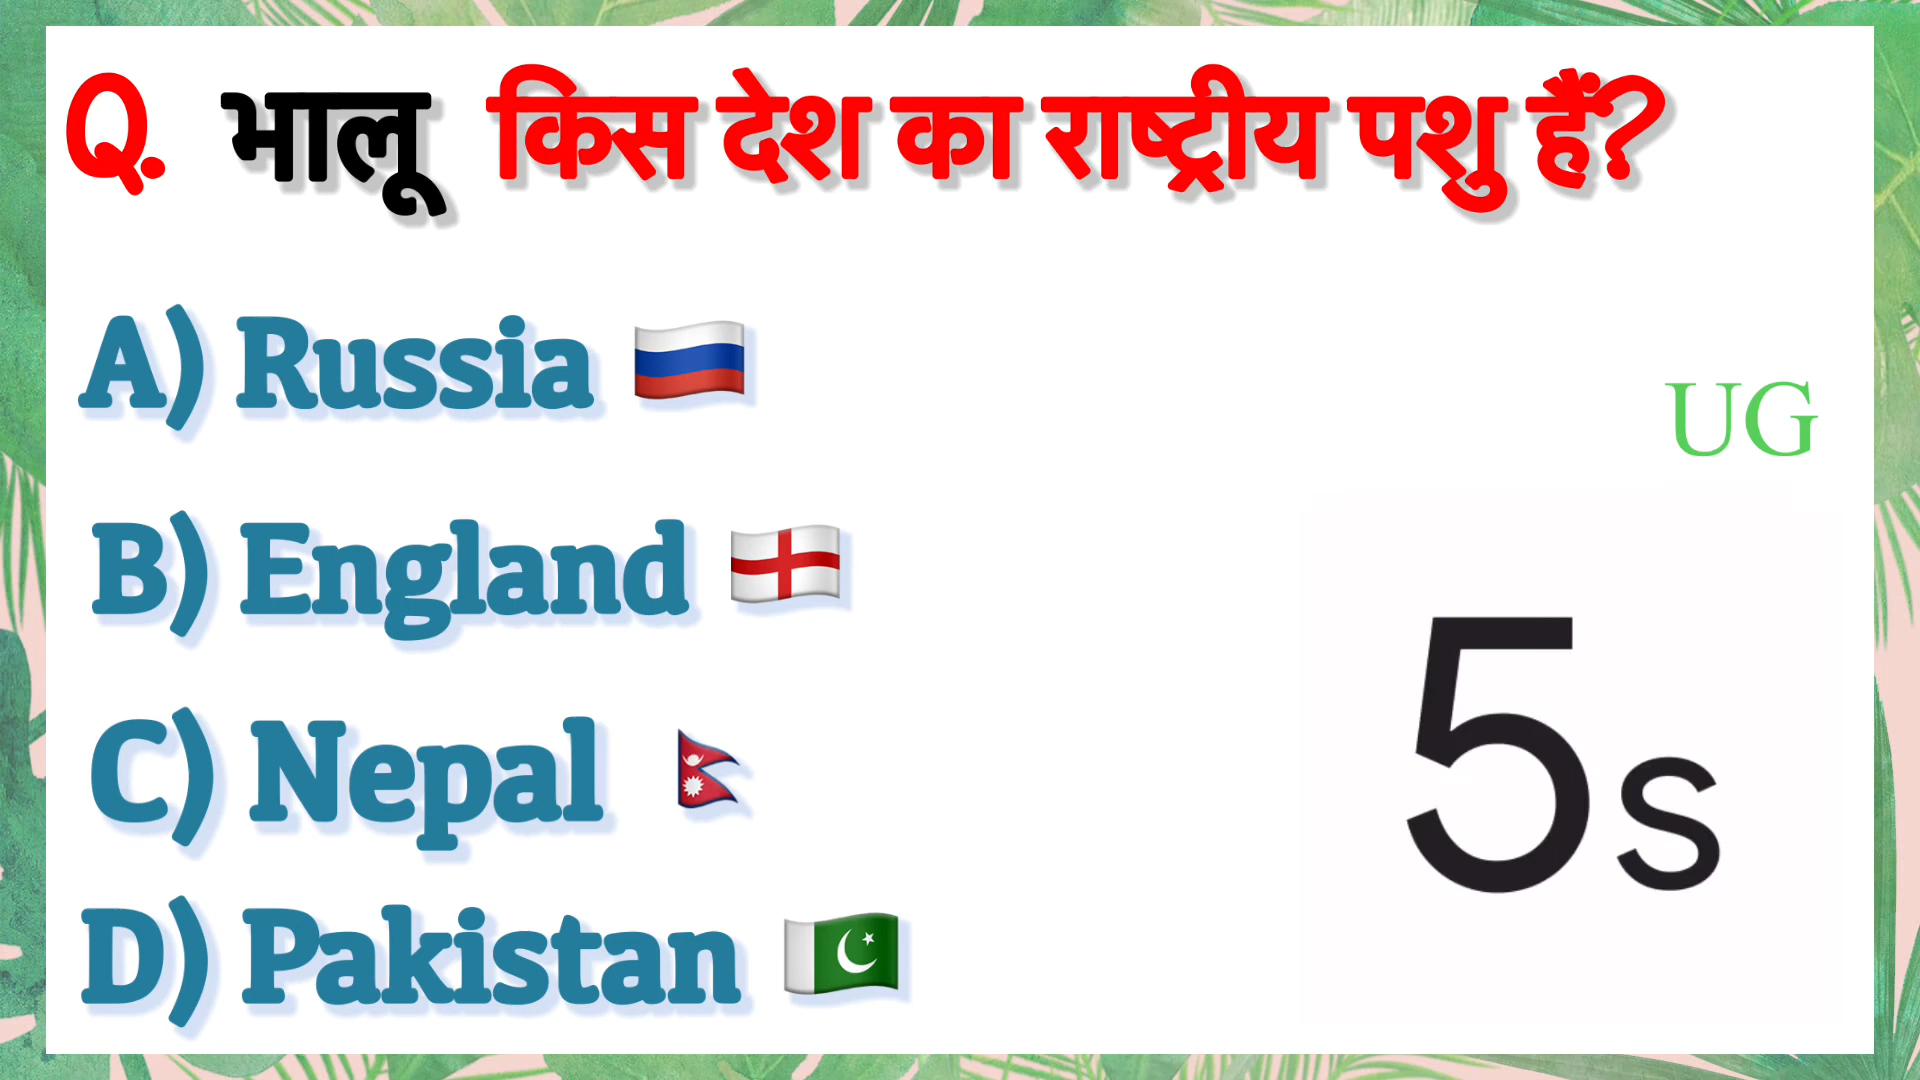 Q. भालू किस देश का राष्ट्रीय पशु हैं?
A) Russia 🇷🇺
UG
B) England 🏴󠁧󠁢󠁥󠁮󠁧󠁿
C) Nepal 🇳🇵
5s
D) Pakistan 🇵🇰